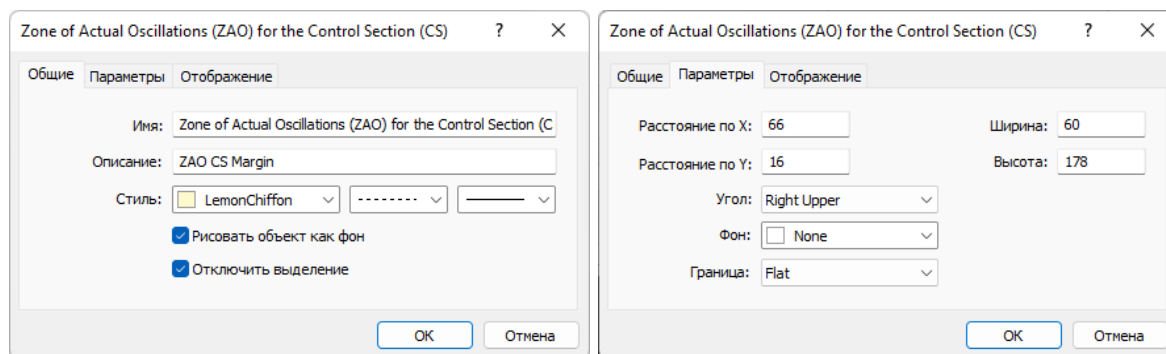 Zone of Actual Oscillations (ZAO) for the Control Section (CS) ? ×
Общие Параметры Отображение
Имя: Zone of Actual Oscillations (ZAO) for the Control Section (C
Описание: ZAO CS Margin
Стиль: LemonChiffon
Рисовать объект как фон
Отключить выделение
OK Отмена
Zone of Actual Oscillations (ZAO) for the Control Section (CS) ? ×
Общие Параметры Отображение
Расстояние по X: 66 Ширина: 60
Расстояние по Y: 16 Высота: 178
Угол: Right Upper
Фон: None
Граница: Flat
OK Отмена